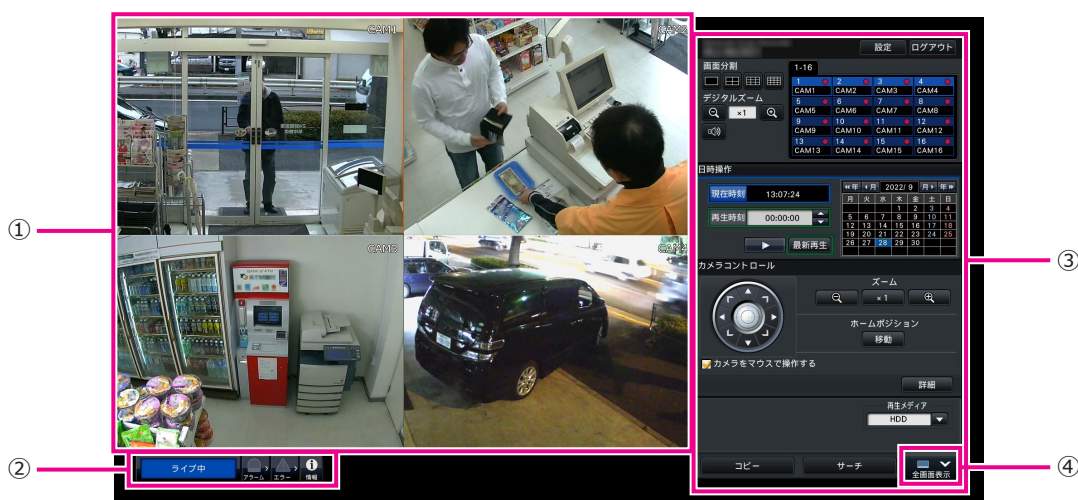 CAM1
CAM2
CAM3
CAM4
①
②
ライブ中
アラーム
エラー
情報
設定 ログアウト
画面分割
デジタルズーム
×1
1-16
1 2 3 4
CAM1 CAM2 CAM3 CAM4
5 6 7 8
CAM5 CAM6 CAM7 CAM8
9 10 11 12
CAM9 CAM10 CAM11 CAM12
13 14 15 16
CAM13 CAM14 CAM15 CAM16
日時操作
現在時刻 13:07:24
再生時刻 00:00:00
最新再生
年 月 2022/ 9 月 年
月 火 水 木 金 土 日
1 2 3 4
5 6 7 8 9 10 11
12 13 14 15 16 17 18
19 20 21 22 23 24 25
26 27 28 29 30
カメラコントロール
ズーム
×1
ホームポジション
移動
カメラをマウスで操作する
詳細
再生メディア
HDD
コピー サーチ
全画面表示
③
④